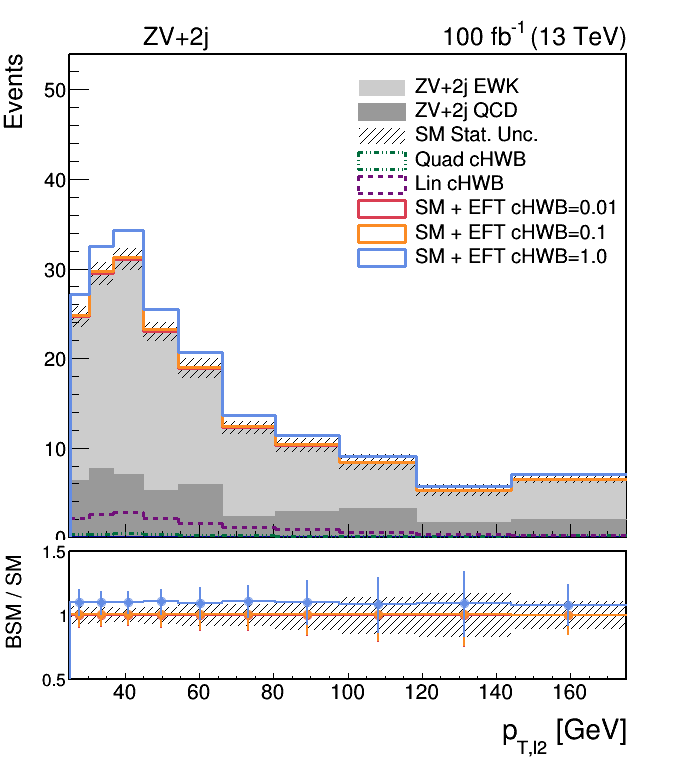 ZV+2j 100 fb-1 (13 TeV)
Events
50
40
30
20
10
0
ZV+2j EWK
ZV+2j QCD
SM Stat. Unc.
Quad cHWB
Lin cHWB
SM + EFT cHWB=0.01
SM + EFT cHWB=0.1
SM + EFT cHWB=1.0
BSM / SM
1.5
1
0.5
40 60 80 100 120 140 160
pT,l2 [GeV]